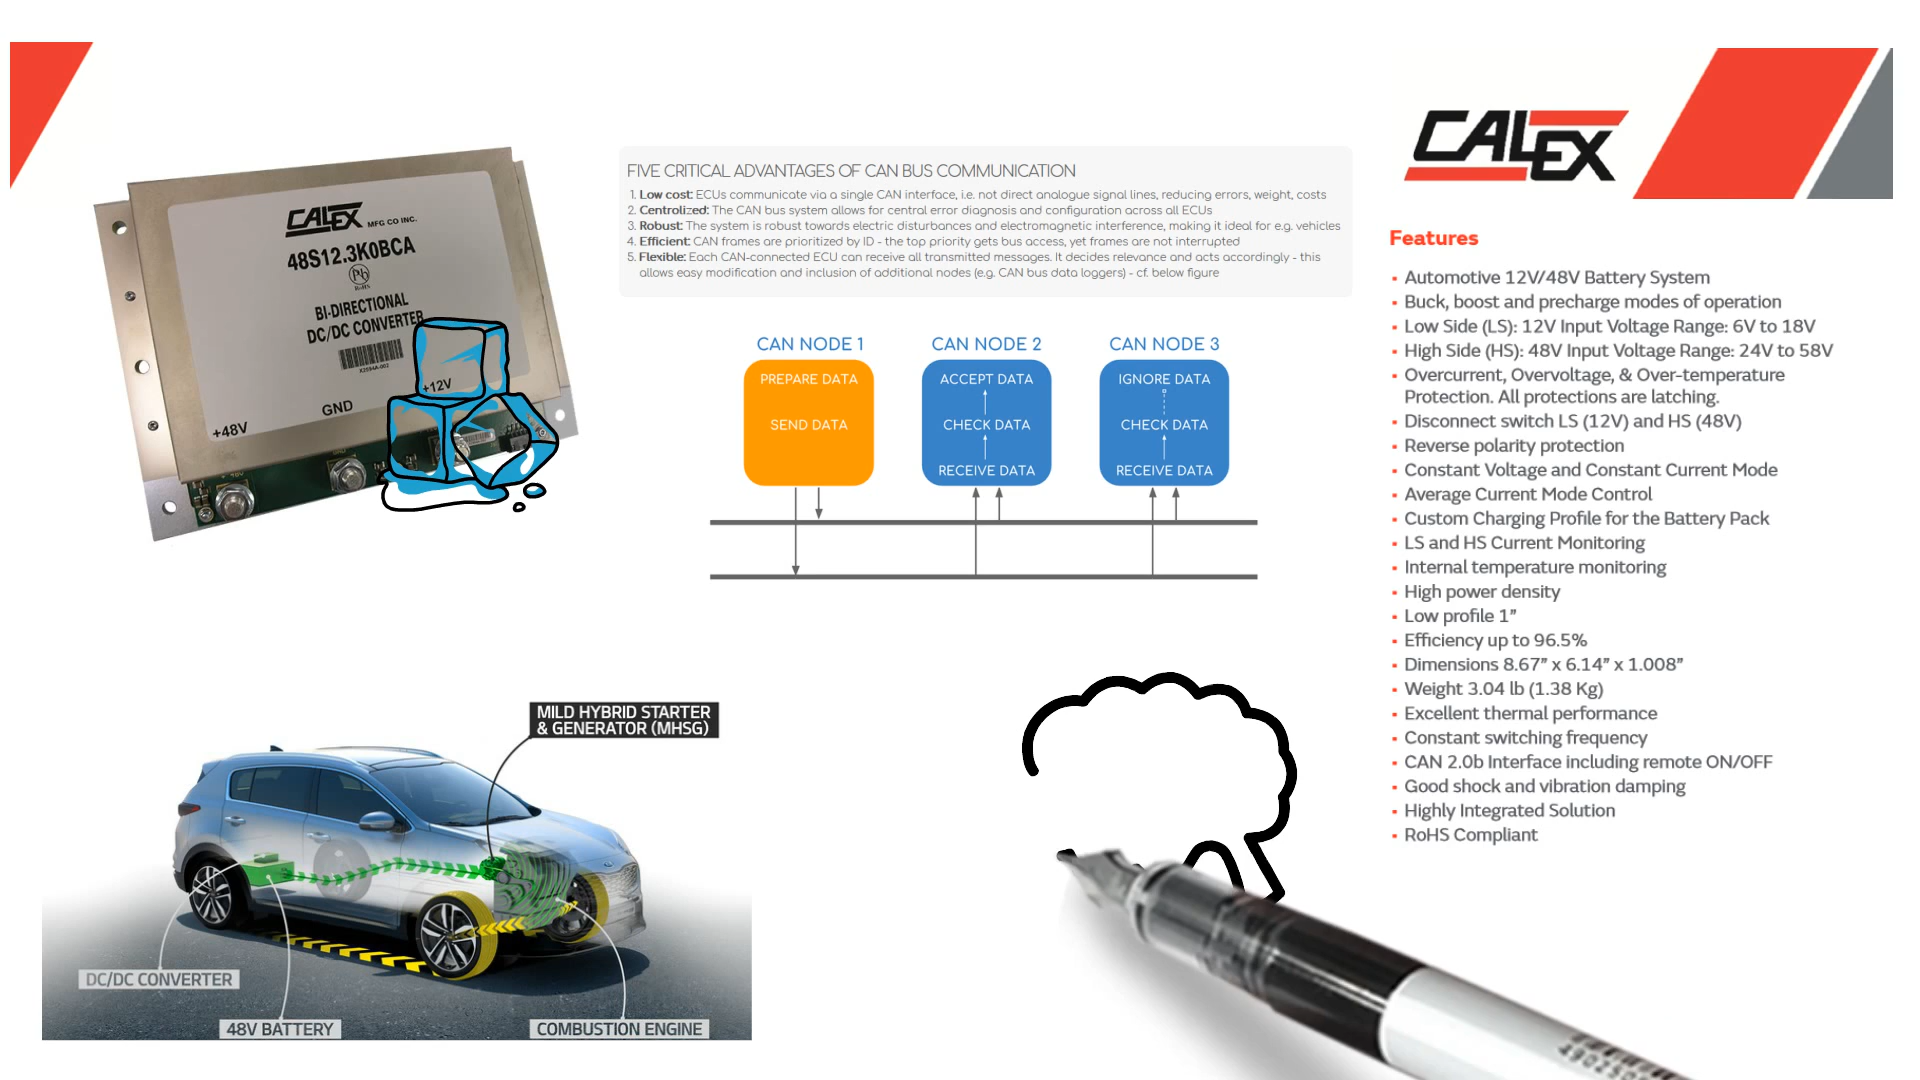 CALEX MFG CO INC.
48S12.3K0BCA
Pb
RoHS
BI-DIRECTIONAL
DC/DC CONVERTER
+12V
GND
+48V
FIVE CRITICAL ADVANTAGES OF CAN BUS COMMUNICATION
1. Low cost: ECUs communicate via a single CAN interface, i.e. not direct analogue signal lines, reducing errors, weight, costs
2. Centrolized: The CAN bus system allows for central error diagnosis and configuration across all ECUs
3. Robust: The system is robust towards electric disturbances and electromagnetic interference, making it ideal for e.g. vehicles
4. Efficient: CAN frames are prioritized by ID - the top priority gets bus access, yet frames are not interrupted
5. Flexible: Each CAN-connected ECU can receive all transmitted messages. It decides relevance and acts accordingly - this
allows easy modification and inclusion of additional nodes (e.g. CAN bus data loggers) - cf. below figure
CAN NODE 1
PREPARE DATA
SEND DATA
CAN NODE 2
ACCEPT DATA
CHECK DATA
RECEIVE DATA
CAN NODE 3
IGNORE DATA
CHECK DATA
RECEIVE DATA
CALEX
Features
Automotive 12V/48V Battery System
Buck, boost and precharge modes of operation
Low Side (LS): 12V Input Voltage Range: 6V to 18V
High Side (HS): 48V Input Voltage Range: 24V to 58V
Overcurrent, Overvoltage, & Over-temperature
Protection. All protections are latching.
Disconnect switch LS (12V) and HS (48V)
Reverse polarity protection
Constant Voltage and Constant Current Mode
Average Current Mode Control
Custom Charging Profile for the Battery Pack
LS and HS Current Monitoring
Internal temperature monitoring
High power density
Low profile 1”
Efficiency up to 96.5%
Dimensions 8.67” x 6.14” x 1.008”
Weight 3.04 lb (1.38 Kg)
Excellent thermal performance
Constant switching frequency
CAN 2.0b Interface including remote ON/OFF
Good shock and vibration damping
Highly Integrated Solution
RoHS Compliant
MILD HYBRID STARTER
& GENERATOR (MHSG)
DC/DC CONVERTER
48V BATTERY
COMBUSTION ENGINE